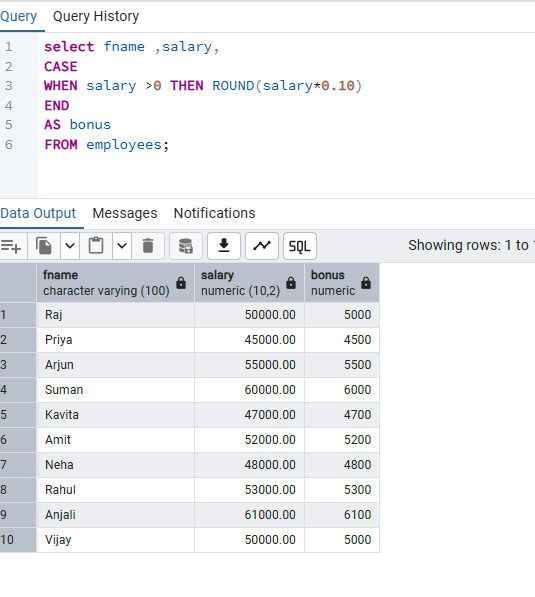 Query Query History
1 select fname ,salary,
2 CASE
3 WHEN salary >0 THEN ROUND(salary*0.10)
4 END
5 AS bonus
6 FROM employees;
Data Output Messages Notifications
SQL Showing rows: 1 to
fname salary bonus
character varying (100) numeric (10,2) numeric
1 Raj 50000.00 5000
2 Priya 45000.00 4500
3 Arjun 55000.00 5500
4 Suman 60000.00 6000
5 Kavita 47000.00 4700
6 Amit 52000.00 5200
7 Neha 48000.00 4800
8 Rahul 53000.00 5300
9 Anjali 61000.00 6100
10 Vijay 50000.00 5000